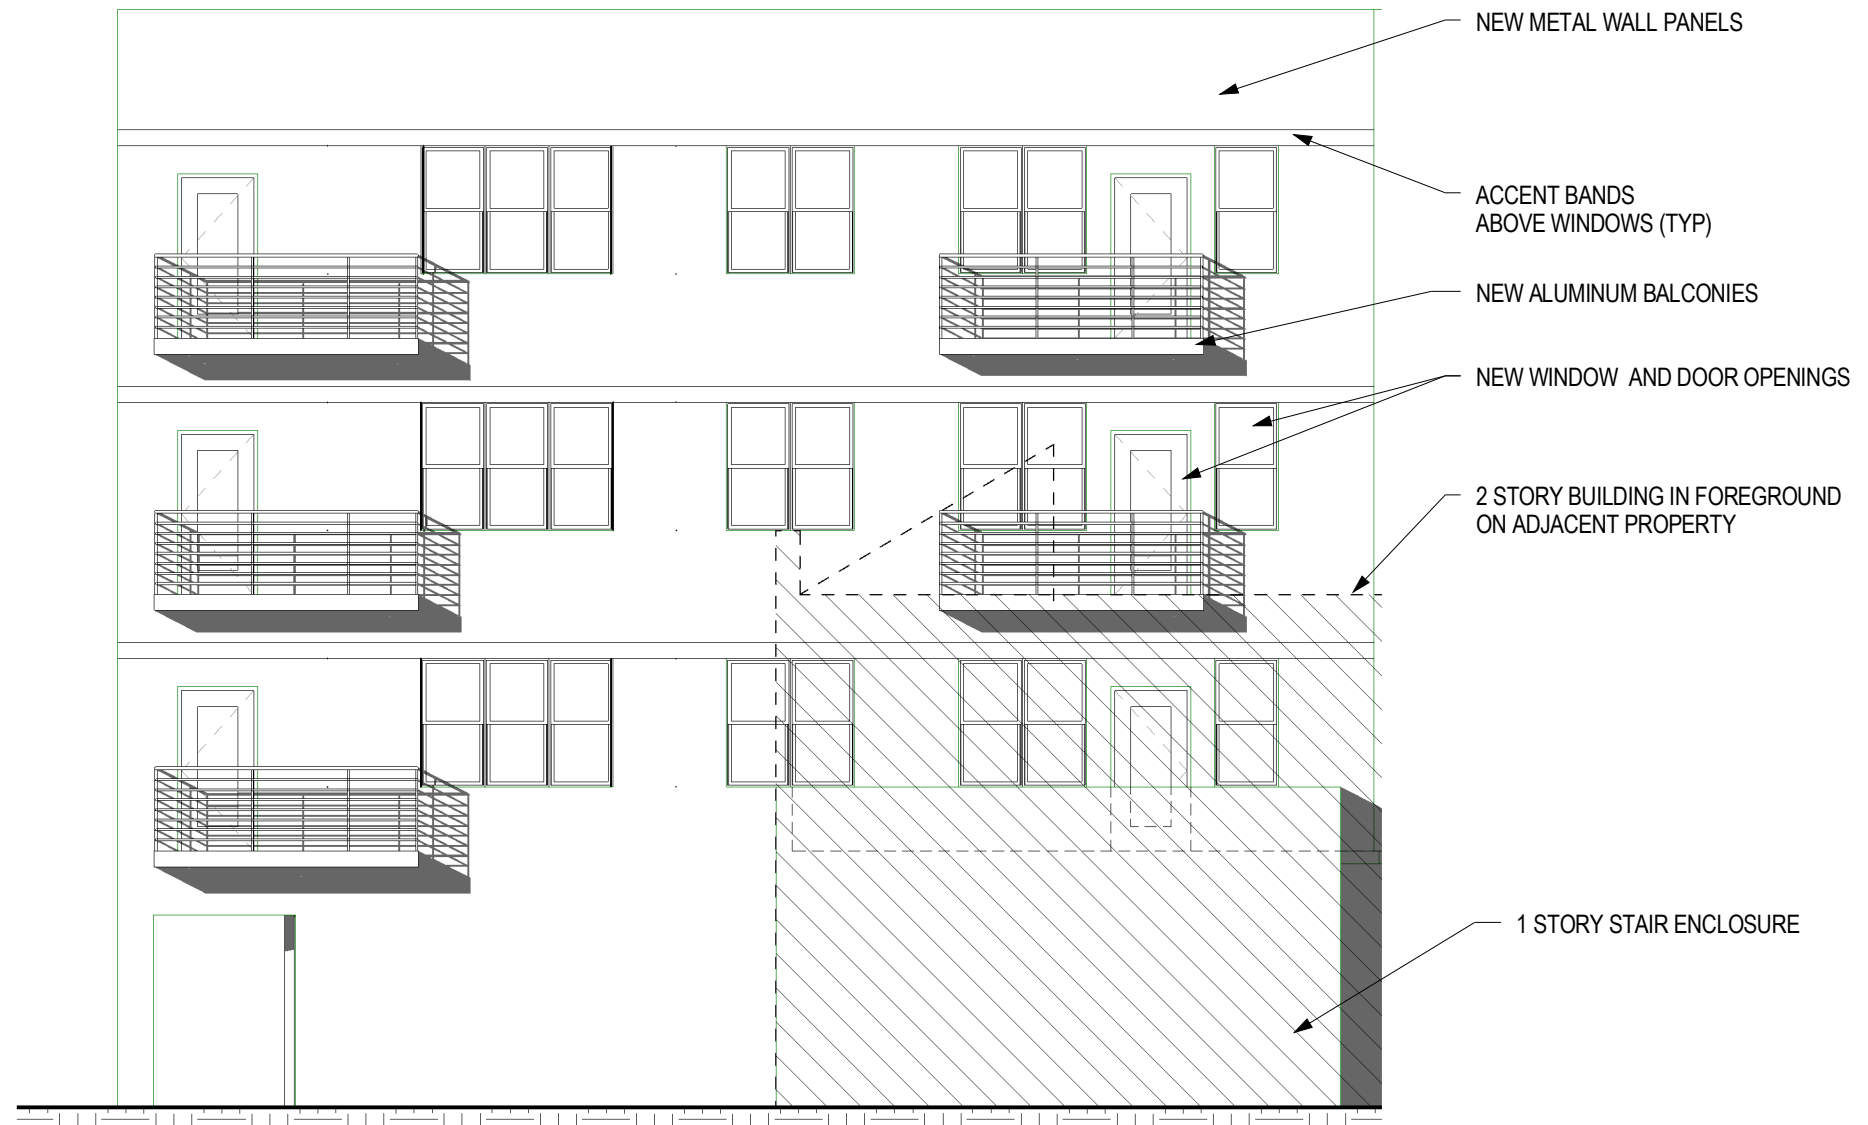 NEW METAL WALL PANELS
ACCENT BANDS
ABOVE WINDOWS (TYP)
NEW ALUMINUM BALCONIES
NEW WINDOW  AND DOOR OPENINGS
2 STORY BUILDING IN FOREGROUND
ON ADJACENT PROPERTY
1 STORY STAIR ENCLOSURE